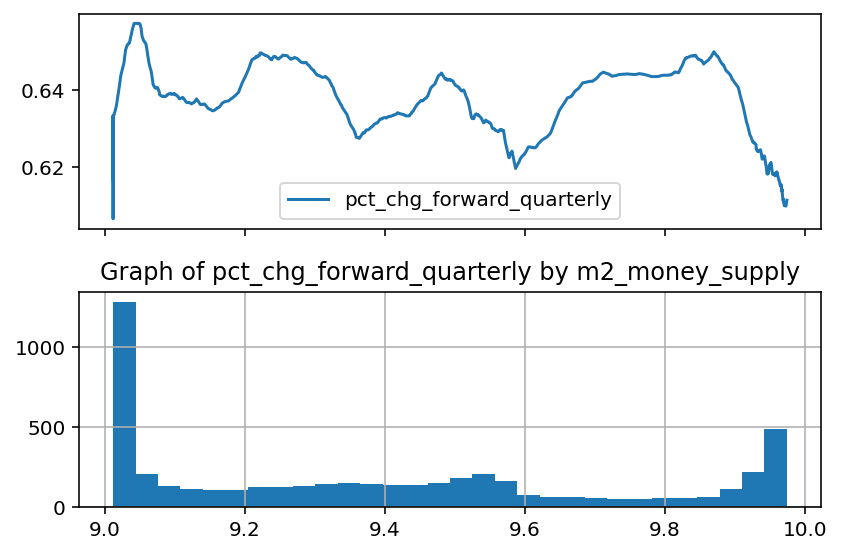 0.64
0.62
pct_chg_forward_quarterly
Graph of pct_chg_forward_quarterly by m2_money_supply
1000
500
0
9.0 9.2 9.4 9.6 9.8 10.0